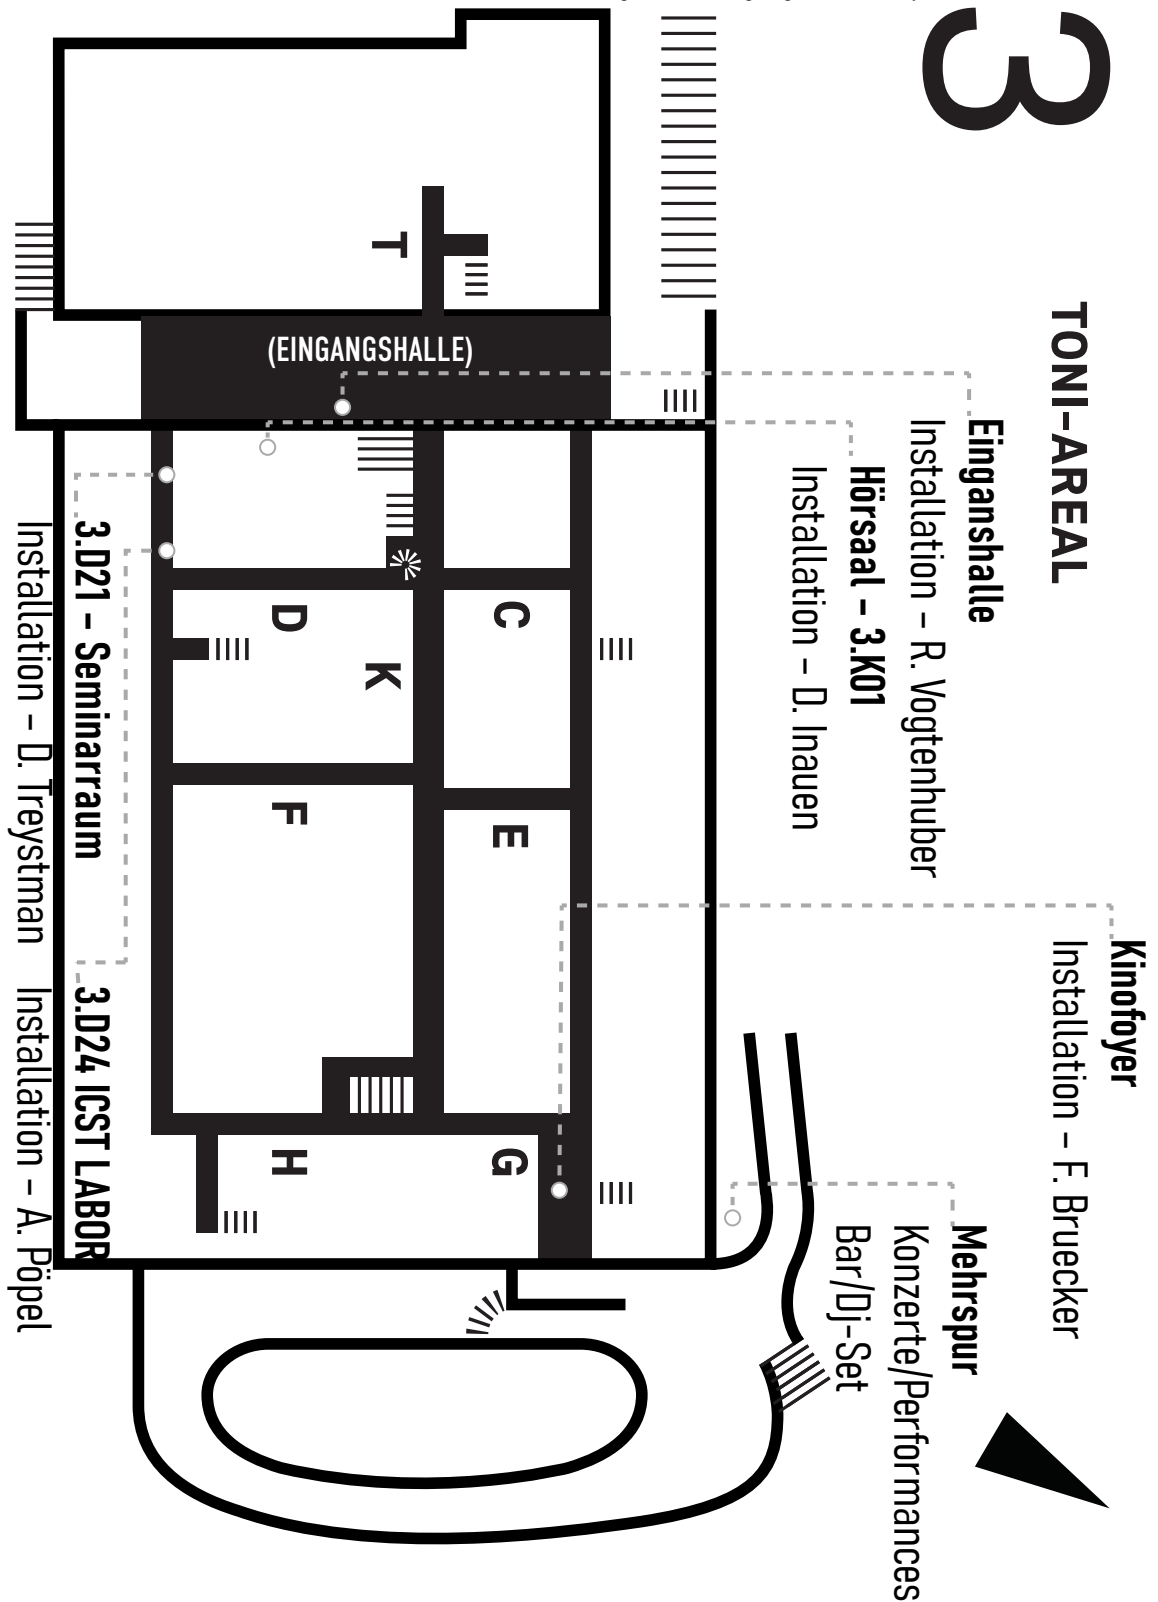 3
TONI-AREAL
Kinofoyer
Installation – F. Bruecker
Einganshalle
Installation – R. Vogtenhuber
Hörsaal – 3.K01
Installation – D. Inauen
Mehrspur
Konzerte/Performances
Bar/Dj-Set
(EINGANGSHALLE)
T
C
E
G
K
D
F
H
3.D21 – Seminarraum
Installation – D. Treystman
3.D24 ICST LABOR
Installation – A. Pöpel